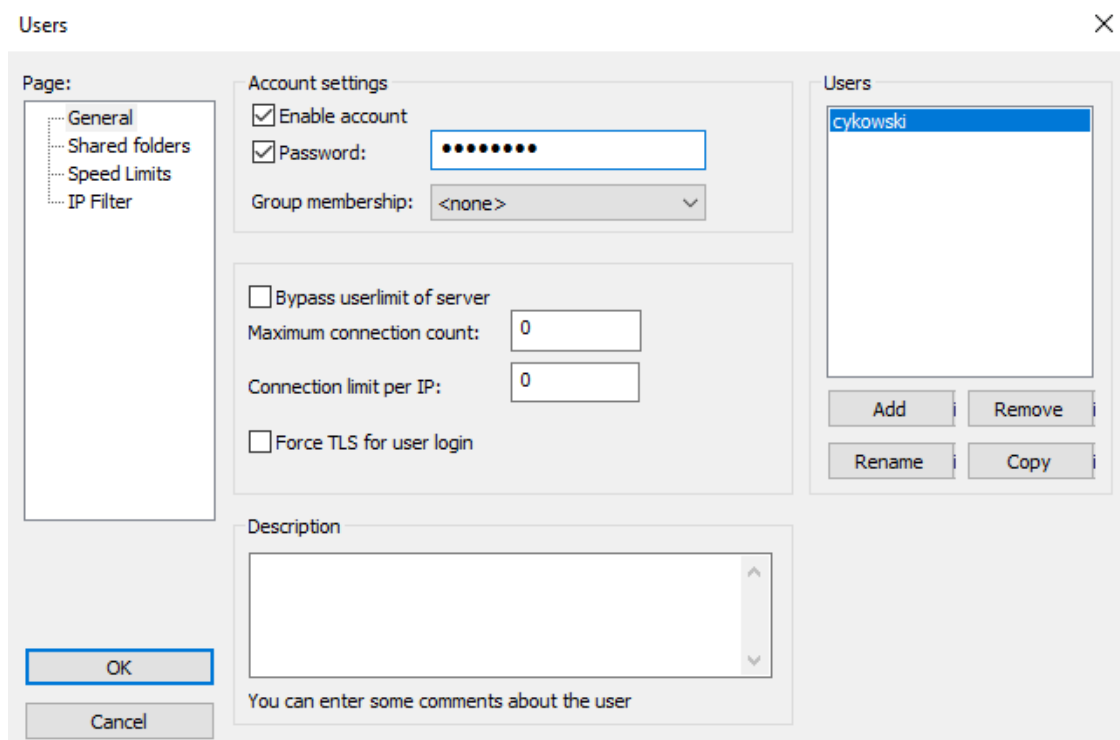 Users
Page:
General
Shared folders
Speed Limits
IP Filter
OK
Cancel
Account settings
Enable account
Password: ●●●●●●●●
Group membership: <none>
Bypass userlimit of server
Maximum connection count: 0
Connection limit per IP: 0
Force TLS for user login
Description
You can enter some comments about the user
Users
cykowski
Add Remove
Rename Copy